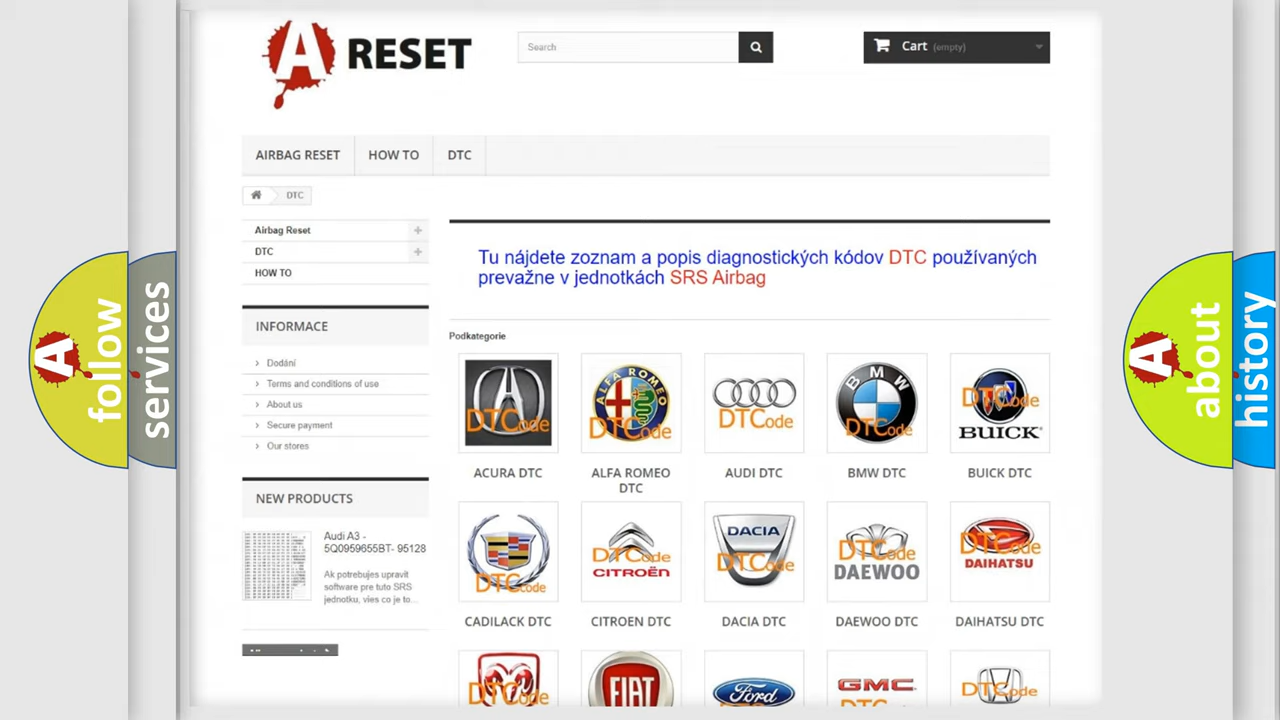 A RESET
Search
Cart (empty)
AIRBAG RESET
HOW TO
DTC
DTC
Airbag Reset
DTC
HOW TO
Tu nájdete zoznam a popis diagnostických kódov DTC používaných
prevažne v jednotkách SRS Airbag
INFORMACE
Dodání
Terms and conditions of use
About us
Secure payment
Our stores
NEW PRODUCTS
Audi A3 -
5Q0959655BT- 95128
Ak potrebujes upravit
software pre tuto SRS
jednotku, vies co je to...
Podkategorie
DTCode
ALFA ROMEO
DTCode
DTCode
BMW
DTCode
DTCode
BUICK
ACURA DTC
ALFA ROMEO
DTC
AUDI DTC
BMW DTC
BUICK DTC
DTCode
DTCode
CITROËN
DACIA
DTCode
DTCode
DAEWOO
DTCode
DAIHATSU
CADILACK DTC
CITROEN DTC
DACIA DTC
DAEWOO DTC
DAIHATSU DTC
DTCode
FIAT
Ford
GMC
DTCode
A follow
services
A about
history